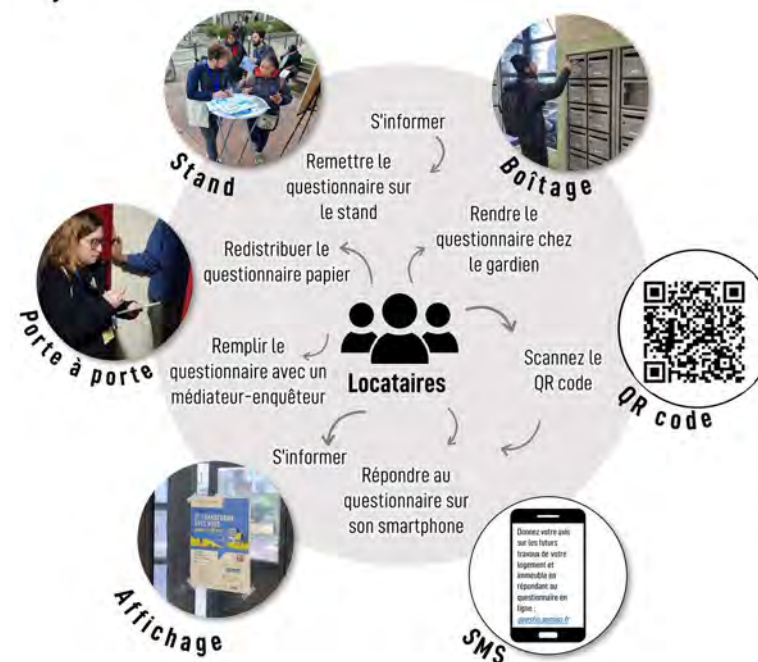 Stand
Boîtage
S'informer
Remettre le
questionnaire sur
le stand
Rendre le
questionnaire chez
le gardien
Redistribuer le
questionnaire papier
Porte à porte
Remplir le
questionnaire avec un
médiateur-enquêteur
Locataires
Scannez le
QR code
QR code
S'informer
Répondre au
questionnaire sur
son smartphone
Affichage
Donnez votre avis
sur les futurs
travaux de votre
logement et
immeuble en
répondant au
questionnaire en
ligne :
SMS